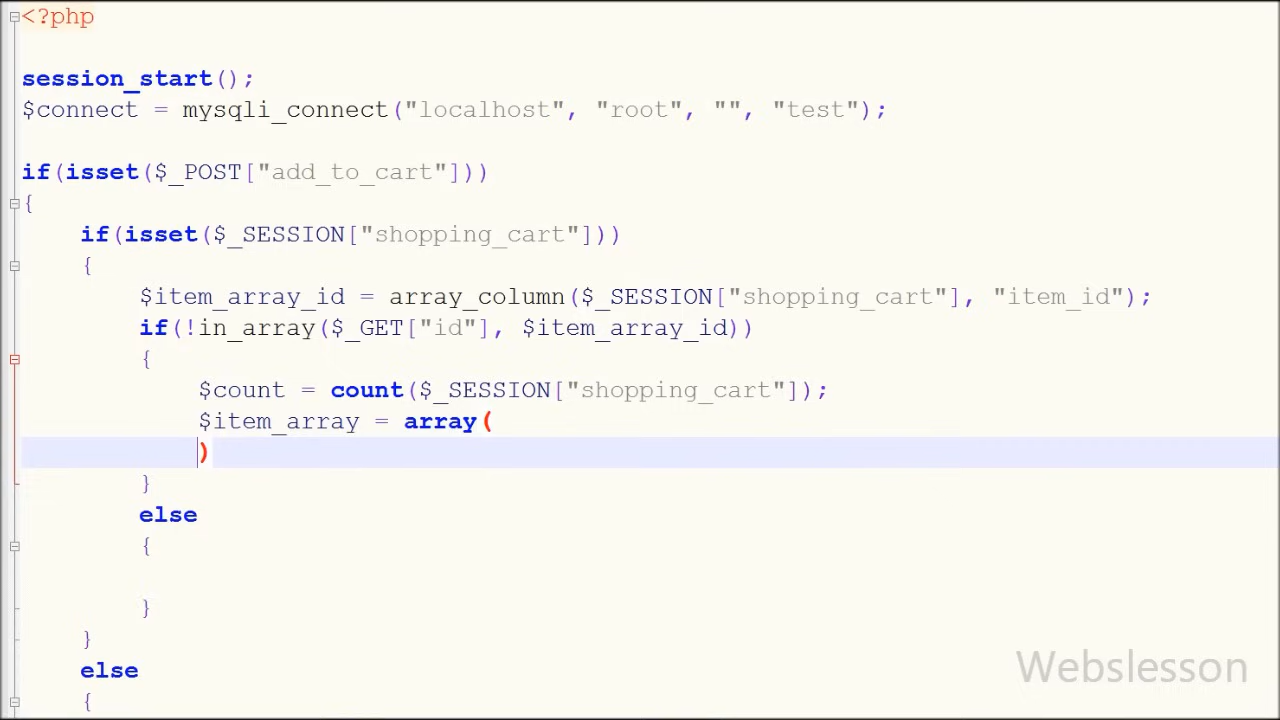 <?php
session_start();
$connect = mysqli_connect("localhost", "root", "", "test");
if(isset($_POST["add_to_cart"]))
{
if(isset($_SESSION["shopping_cart"]))
{
$item_array_id = array_column($_SESSION["shopping_cart"], "item_id");
if(!in_array($_GET["id"], $item_array_id))
{
$count = count($_SESSION["shopping_cart"]);
$item_array = array(
)
}
else
{
}
}
else
{
Webslesson